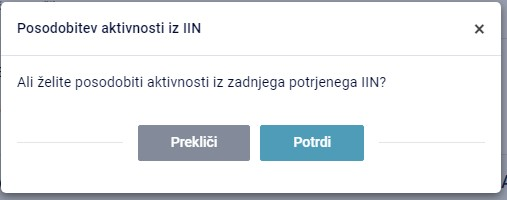 Posodobitev aktivnosti iz IIN
×
Ali želite posodobiti aktivnosti iz zadnjega potrjenega IIN?
Prekliči
Potrdi